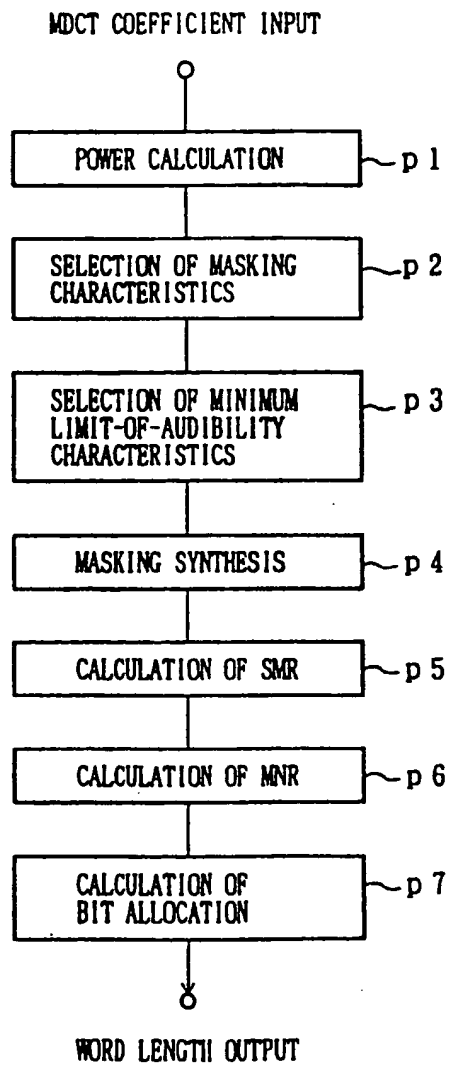 MDCT COEFFICIENT INPUT
POWER CALCULATION
p 1
SELECTION OF MASKING
CHARACTERISTICS
p 2
SELECTION OF MINIMUM
LIMIT-OF-AUDIBILITY
CHARACTERISTICS
p 3
MASKING SYNTHESIS
p 4
CALCULATION OF SMR
p 5
CALCULATION OF MNR
p 6
CALCULATION OF
BIT ALLOCATION
p 7
WORD LENGTH OUTPUT